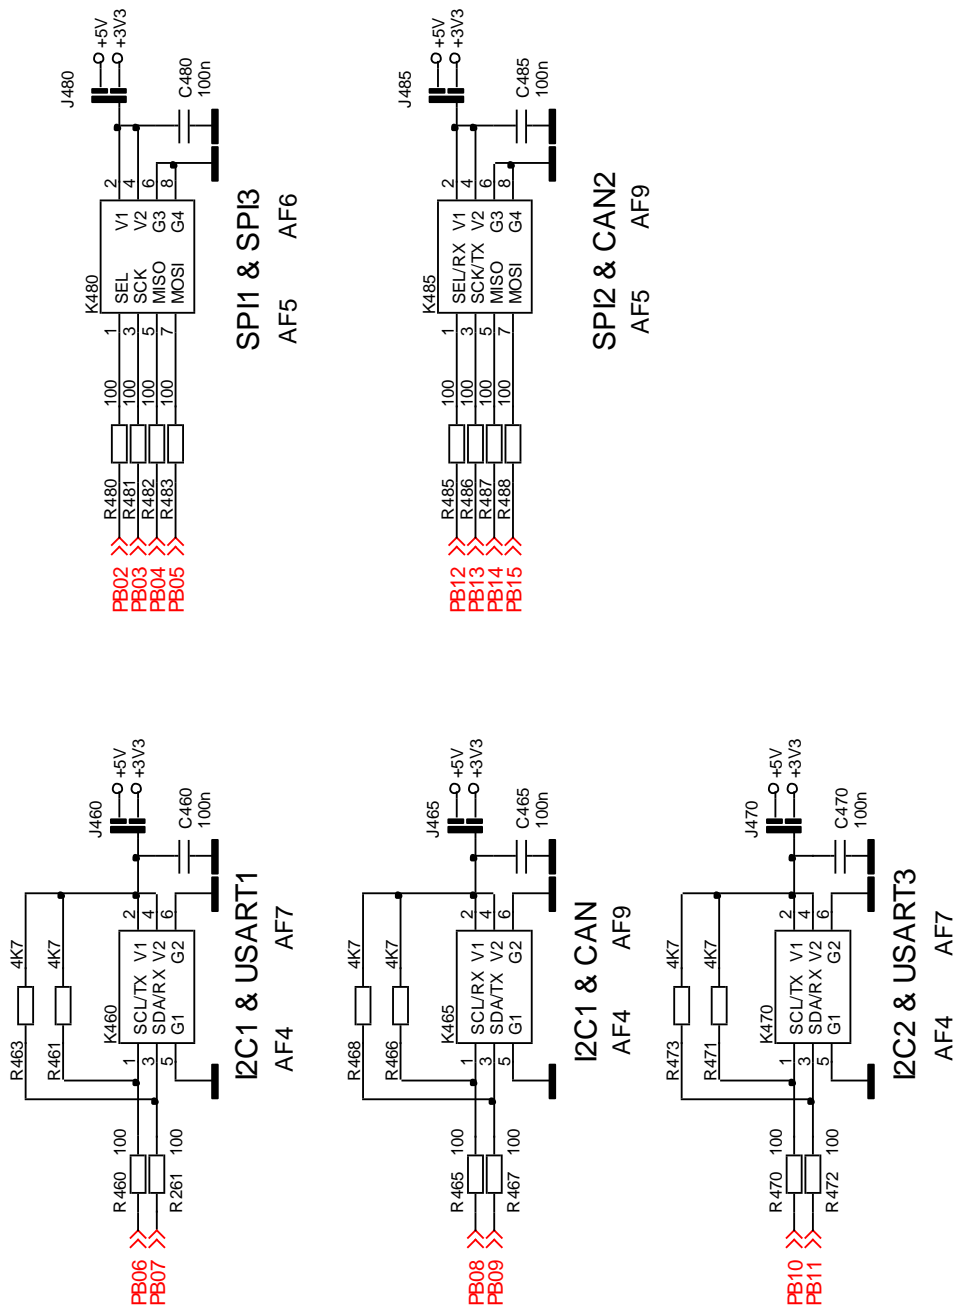 J480
+5V
+3V3
C480
100n
2
4
6
8
K480
SEL
SCK
MISO
MOSI
V1
V2
G3
G4
1
3
5
7
100
100
100
100
R480
R481
R482
R483
PB02
PB03
PB04
PB05
SPI1 & SPI3
AF5
AF6
J485
+5V
+3V3
C485
100n
2
4
6
8
K485
SEL/RX
SCK/TX
MISO
MOSI
V1
V2
G3
G4
1
3
5
7
100
100
100
100
R485
R486
R487
R488
PB12
PB13
PB14
PB15
SPI2 & CAN2
AF5
AF9
J460
+5V
+3V3
C460
100n
R463
4K7
R461
4K7
2
4
6
K460
SCL/TX
SDA/RX
G1
V1
V2
G2
1
3
5
R460
100
R261
100
PB06
PB07
I2C1 & USART1
AF4
AF7
J465
+5V
+3V3
C465
100n
R468
4K7
R466
4K7
2
4
6
K465
SCL/RX
SDA/TX
G1
V1
V2
G2
1
3
5
R465
100
R467
100
PB08
PB09
I2C1 & CAN
AF4
AF9
J470
+5V
+3V3
C470
100n
R473
4K7
R471
4K7
2
4
6
K470
SCL/TX
SDA/RX
G1
V1
V2
G2
1
3
5
R470
100
R472
100
PB10
PB11
I2C2 & USART3
AF4
AF7